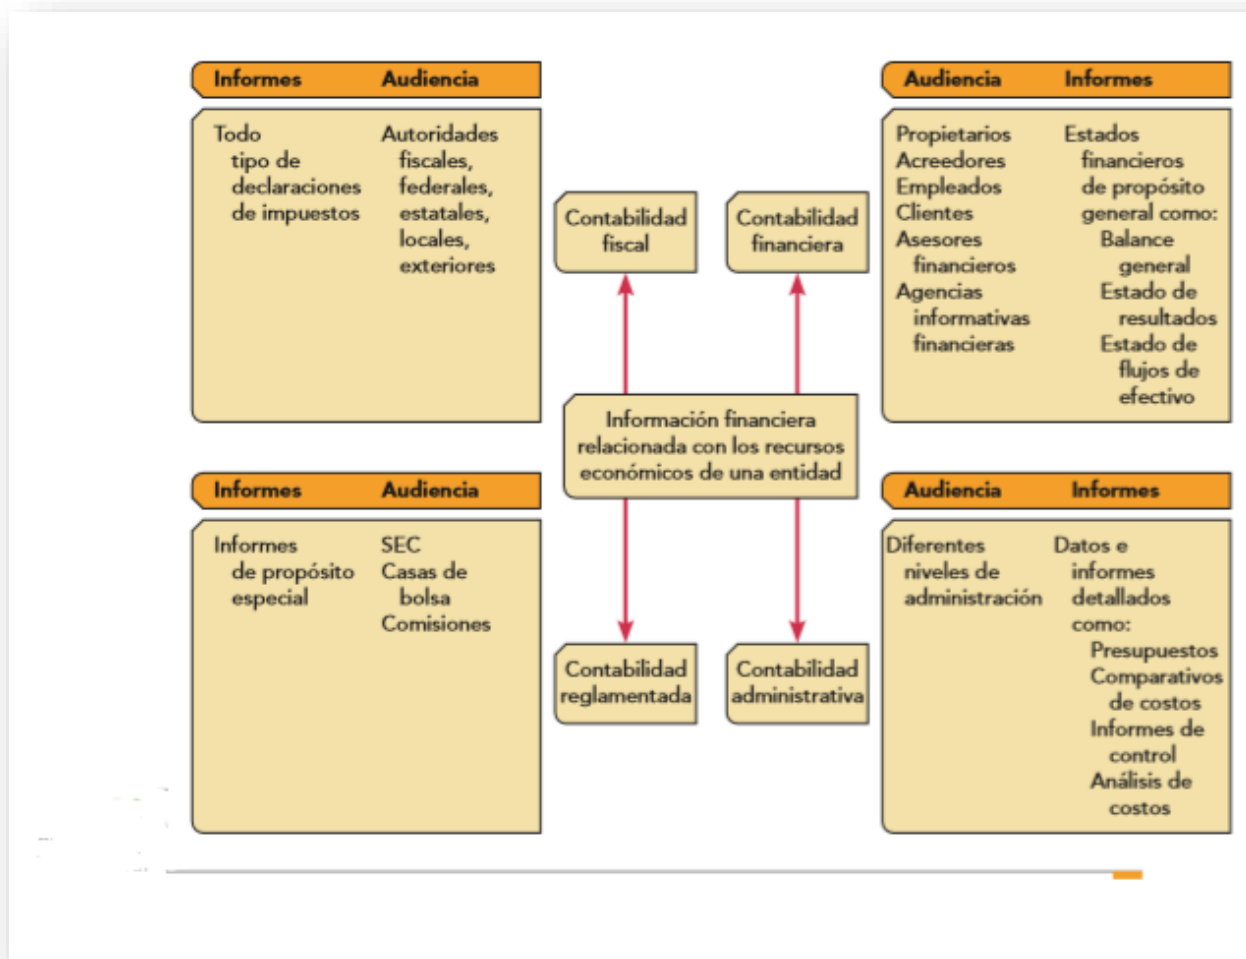 Informes Audiencia
Todo
tipo de
declaraciones
de impuestos
Autoridades
fiscales,
federales,
estatales,
locales,
exteriores
Contabilidad
fiscal
Contabilidad
financiera
Audiencia Informes
Propietarios
Acreedores
Empleados
Clientes
Asesores
financieros
Agencias
informativas
financieras
Estados
financieros
de propósito
general como:
Balance
general
Estado de
resultados
Estado de
flujos de
efectivo
Información financiera
relacionada con los recursos
económicos de una entidad
Informes Audiencia
Informes
de propósito
especial
SEC
Casas de
bolsa
Comisiones
Contabilidad
reglamentada
Contabilidad
administrativa
Audiencia Informes
Diferentes
niveles de
administración
Datos e
informes
detallados
como:
Presupuestos
Comparativos
de costos
Informes de
control
Análisis de
costos